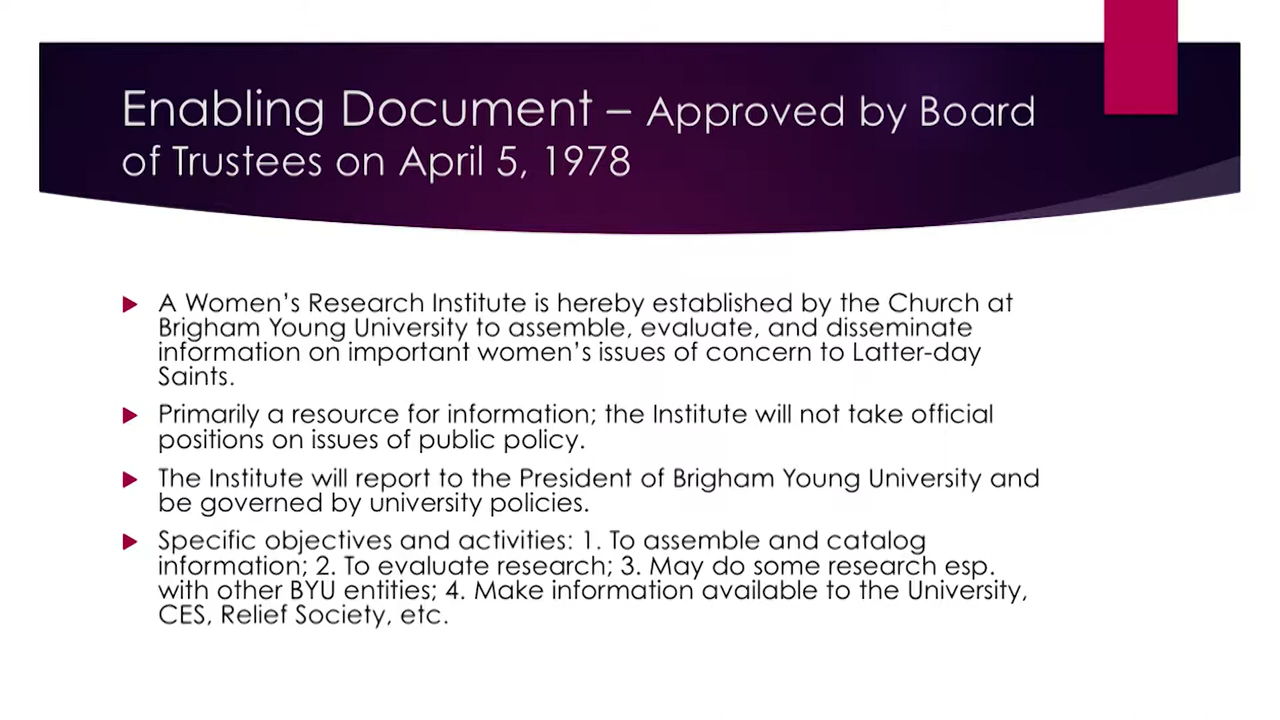 Enabling Document – Approved by Board
of Trustees on April 5, 1978
A Women’s Research Institute is hereby established by the Church at
Brigham Young University to assemble, evaluate, and disseminate
information on important women’s issues of concern to Latter-day
Saints.
Primarily a resource for information; the Institute will not take official
positions on issues of public policy.
The Institute will report to the President of Brigham Young University and
be governed by university policies.
Specific objectives and activities: 1. To assemble and catalog
information; 2. To evaluate research; 3. May do some research esp.
with other BYU entities; 4. Make information available to the University,
CES, Relief Society, etc.